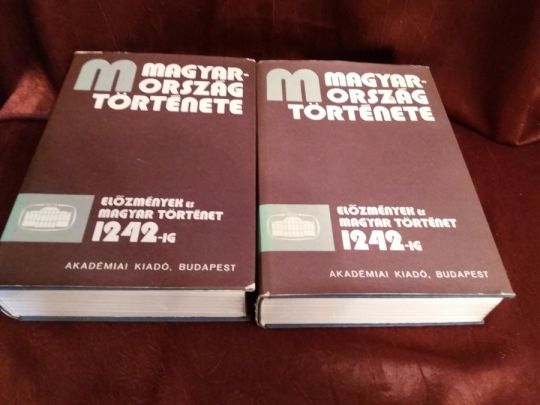 M MAGYAR-
ORSZÁG
TÖRTÉNETE
ELŐZMÉNYEK ÉS
MAGYAR TÖRTÉNET
1242-IG
AKADÉMIAI KIADÓ, BUDAPEST
M MAGYAR-
ORSZÁG
TÖRTÉNETE
ELŐZMÉNYEK ÉS
MAGYAR TÖRTÉNET
1242-IG
AKADÉMIAI KIADÓ, BUDAPEST